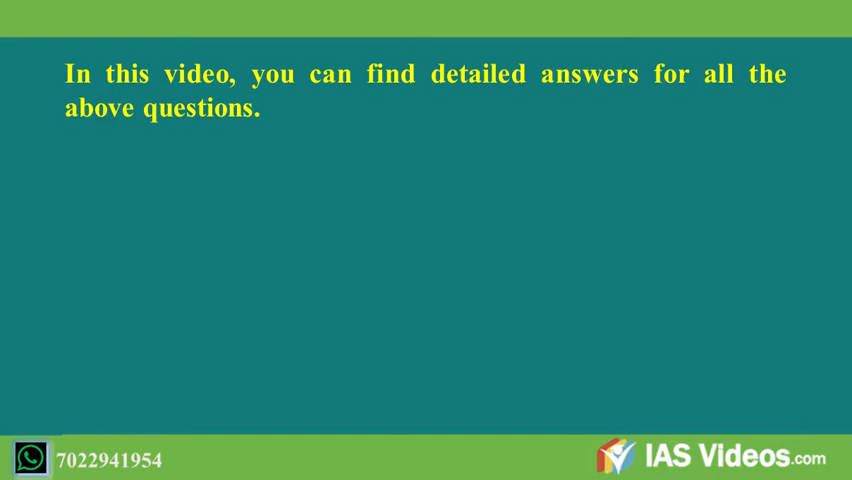 In this video, you can find detailed answers for all the
above questions.
7022941954
IAS Videos.com